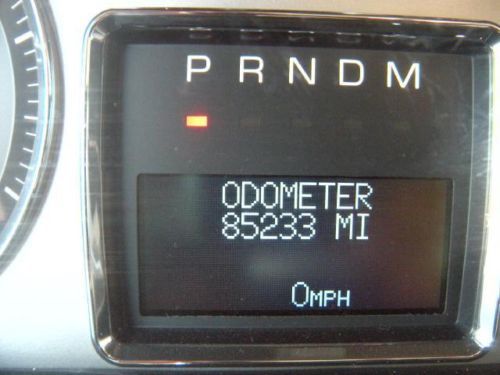 P R N D M
ODOMETER
85233 MI
0MPH